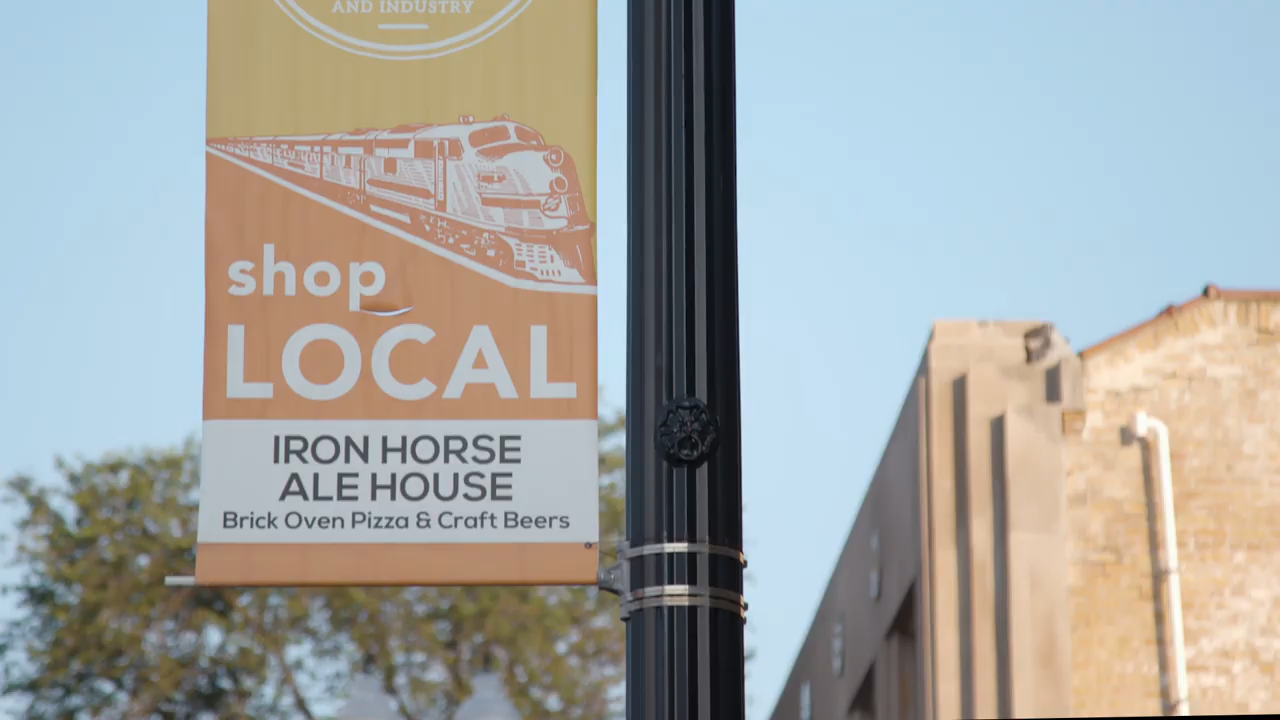 AND INDUSTRY
shop
LOCAL
IRON HORSE
ALE HOUSE
Brick Oven Pizza & Craft Beers